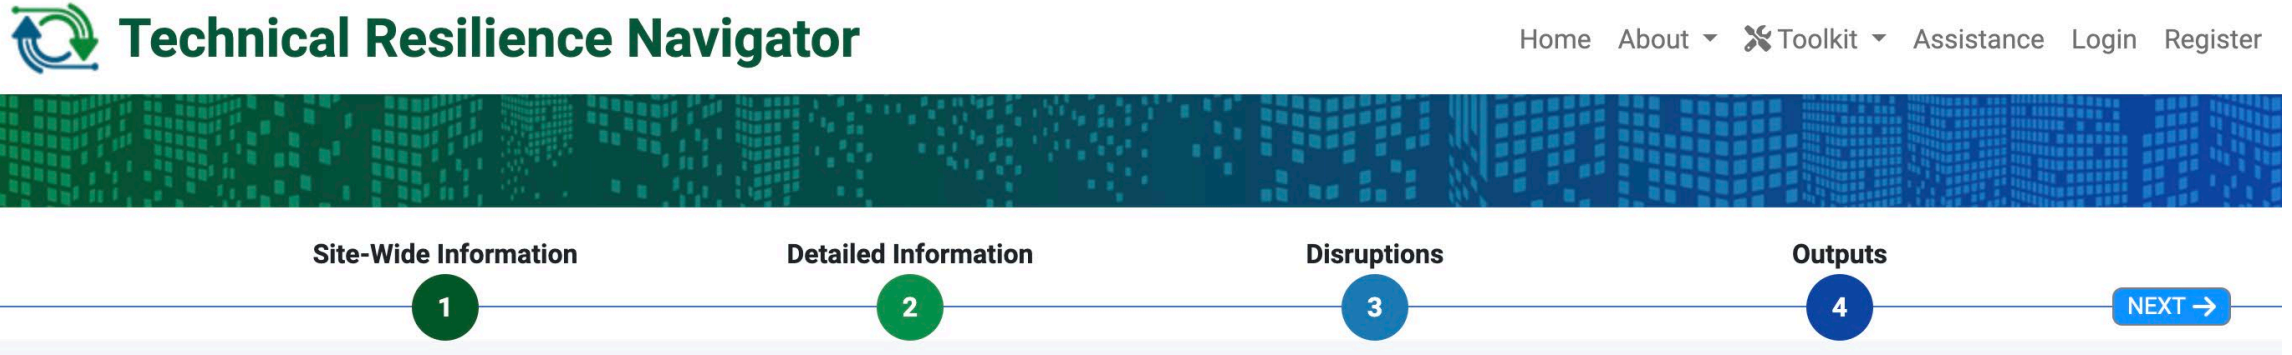 Technical Resilience Navigator
Home About Toolkit Assistance Login Register
Site-Wide Information Detailed Information Disruptions Outputs
1 2 3 4 NEXT →